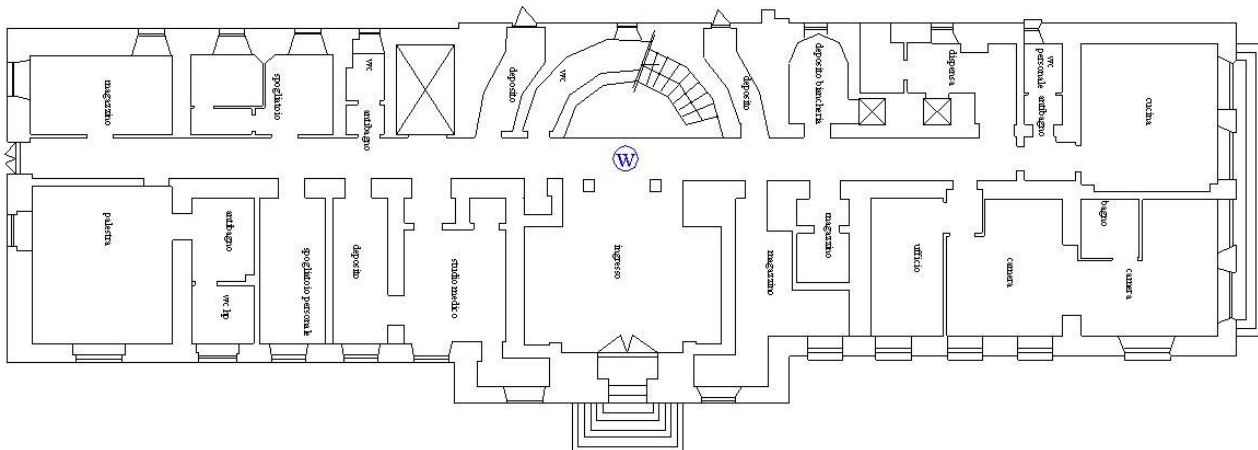 magazzino
spogliatoio
wc
antibagno
deposito
wc
deposito
deposito biancheria
dispensa
wc
personale antibagno
cucina
W
palestra
antibagno
wc hp
spogliatoio personale
deposito
studio medico
ingresso
magazzino
magazzino
ufficio
camera
bagno
camera